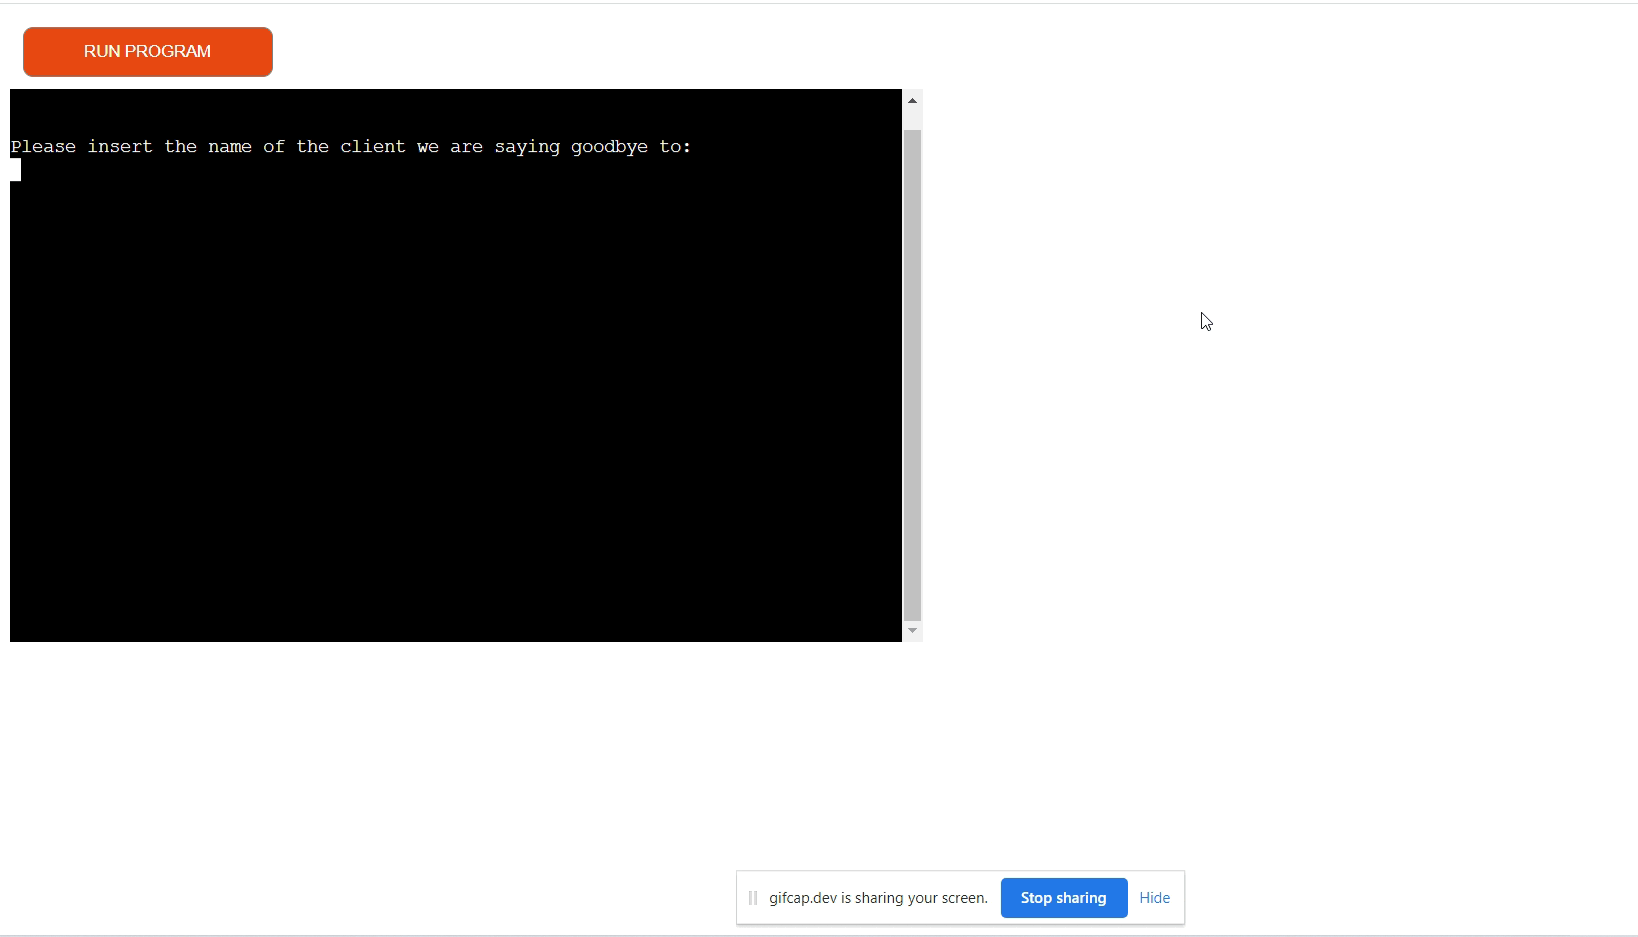 RUN PROGRAM
Please insert the name of the client we are saying goodbye to:
gifcap.dev is sharing your screen. Stop sharing Hide